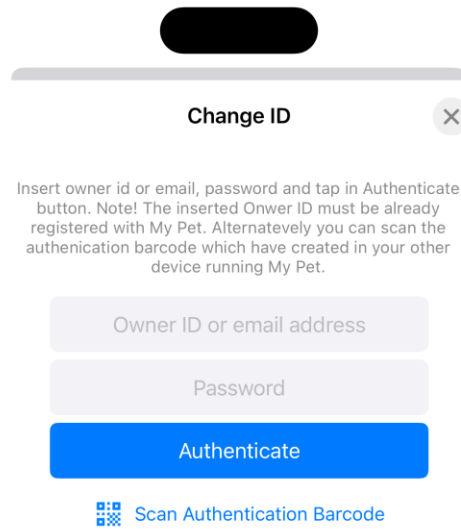 Change ID
Insert owner id or email, password and tap in Authenticate
button. Note! The inserted Onwer ID must be already
registered with My Pet. Alternatevely you can scan the
authenication barcode which have created in your other
device running My Pet.
Owner ID or email address
Password
Authenticate
Scan Authentication Barcode